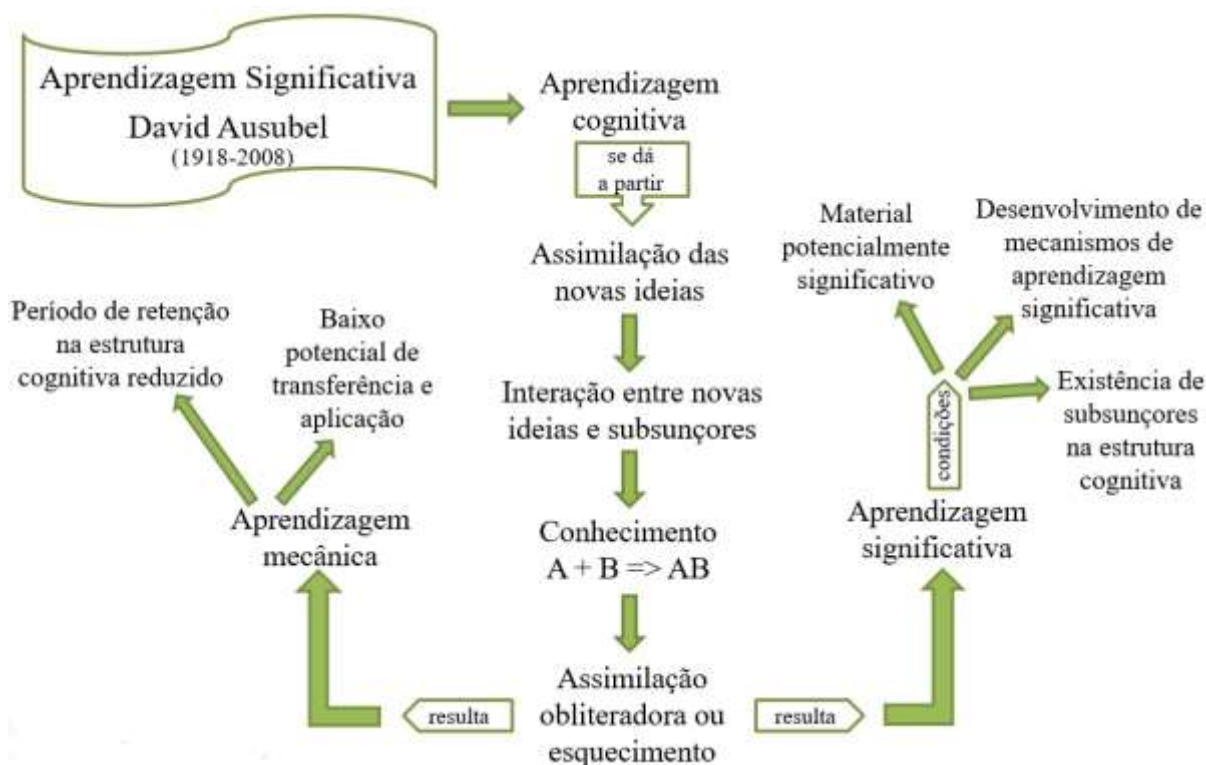 Aprendizagem Significativa
David Ausubel
(1918-2008)
Aprendizagem
cognitiva
se dá
a partir
Assimilação das
novas ideias
Interação entre novas
ideias e subsunçores
Conhecimento
A + B => AB
Assimilação
obliteradora ou
esquecimento
resulta
Aprendizagem
mecânica
Período de retenção
na estrutura
cognitiva reduzido
Baixo
potencial de
transferência e
aplicação
resulta
Aprendizagem
significativa
condições
Material
potencialmente
significativo
Desenvolvimento de
mecanismos de
aprendizagem
significativa
Existência de
subsunçores
na estrutura
cognitiva